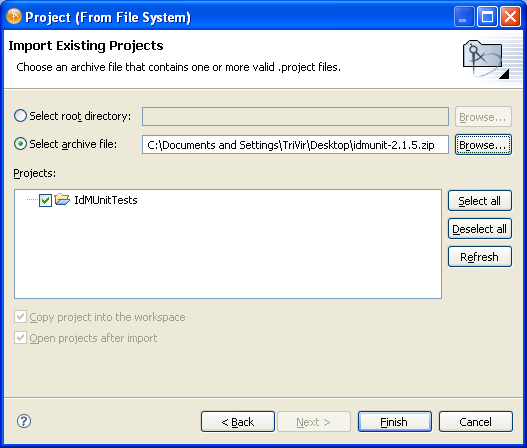 Project (From File System)
Import Existing Projects
Choose an archive file that contains one or more valid .project files.
Select root directory:
Browse...
Select archive file:
C:\Documents and Settings\TriVir\Desktop\idmunit-2.1.5.zip
Browse...
Projects:
IdMUnitTests
Select all
Deselect all
Refresh
Copy project into the workspace
Open projects after import
?
< Back
Next >
Finish
Cancel